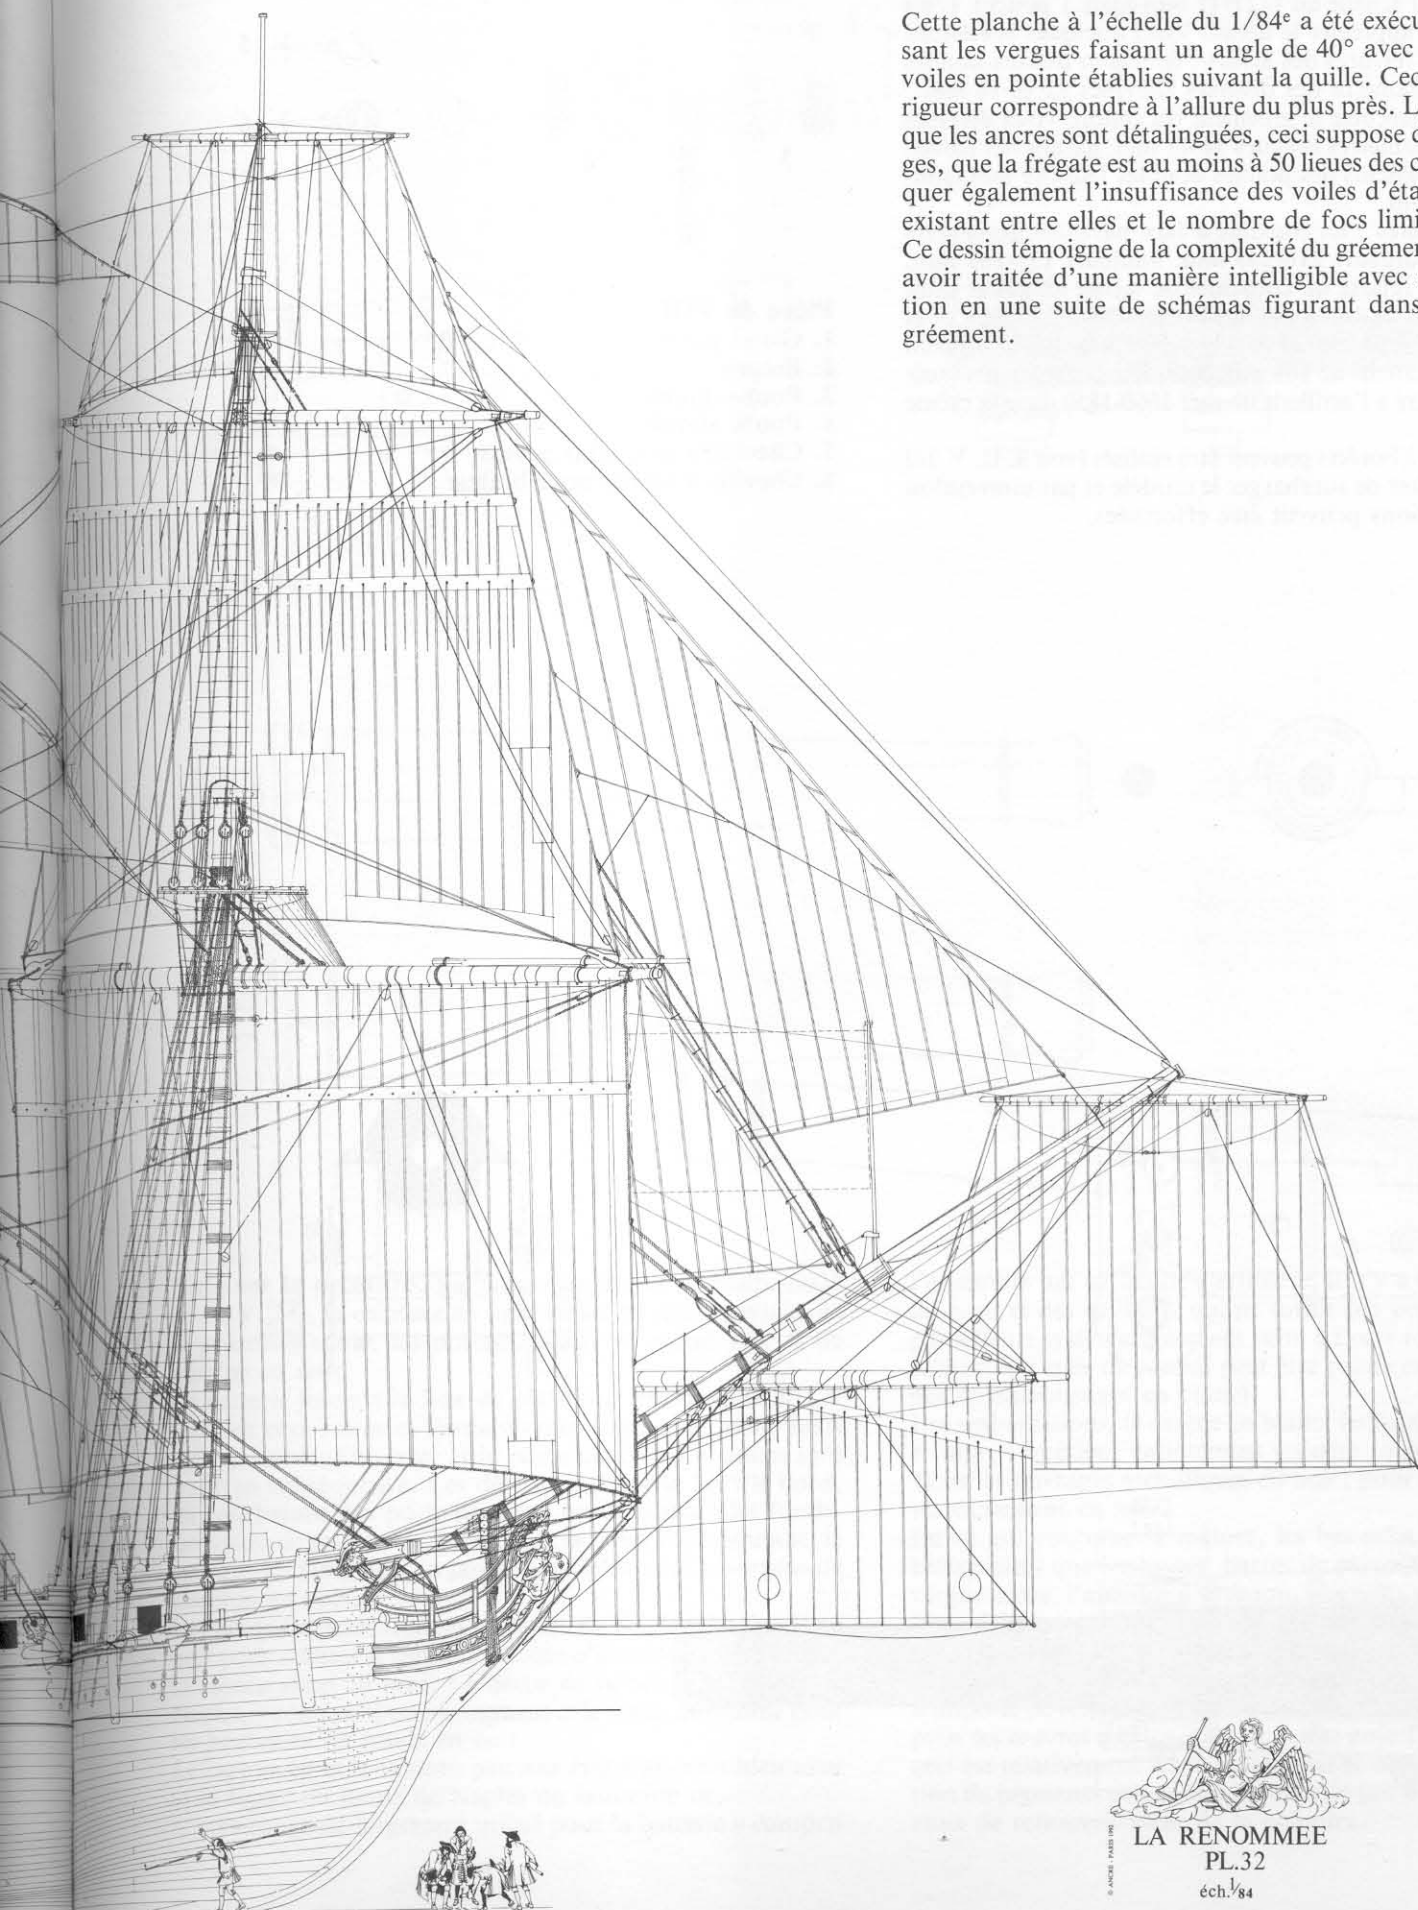 Cette planche à l'échelle du 1/84e a été exécu
sant les vergues faisant un angle de 40° avec
voiles en pointe établies suivant la quille. Cec
rigueur correspondre à l'allure du plus près. L
que les ancres sont détalinguées, ceci suppose
ges, que la frégate est au moins à 50 lieues des c
quer également l'insuffisance des voiles d'éta
existant entre elles et le nombre de focs limi
Ce dessin témoigne de la complexité du gréemen
avoir traitée d'une manière intelligible avec
tion en une suite de schémas figurant dans
gréement.
© ANCRE - PARIS 1992
LA RENOMMEE
PL.32
éch.1/84